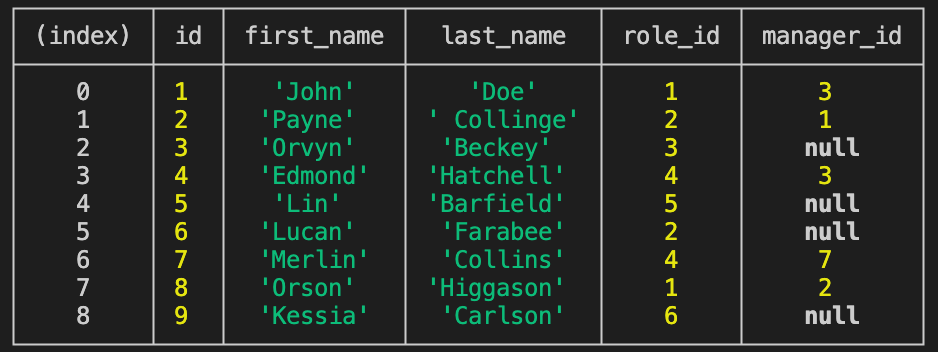 (index) id first_name last_name role_id manager_id
0 1 'John' 'Doe' 1 3
1 2 'Payne' ' Collinge' 2 1
2 3 'Orvyn' 'Beckey' 3 null
3 4 'Edmond' 'Hatchell' 4 3
4 5 'Lin' 'Barfield' 5 null
5 6 'Lucan' 'Farabee' 2 null
6 7 'Merlin' 'Collins' 4 7
7 8 'Orson' 'Higgason' 1 2
8 9 'Kessia' 'Carlson' 6 null